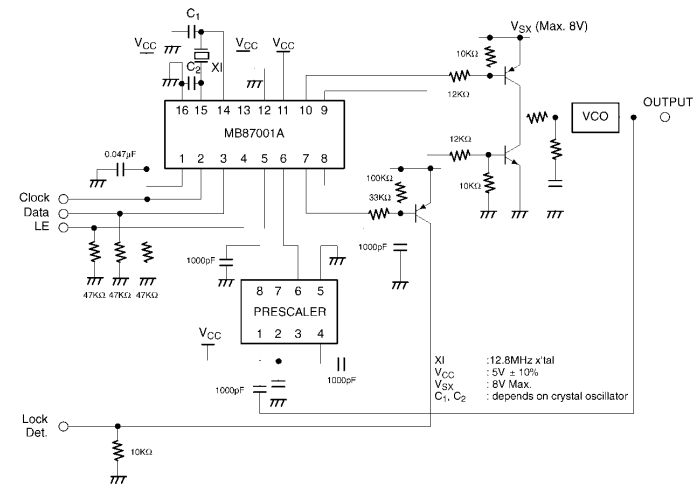 C1
VSX (Max. 8V)
VCC
VCC
VCC
10KΩ
C2
XI
12KΩ
16 15 14 13 12 11 10 9
MB87001A
1 2 3 4 5 6 7 8
VCO
OUTPUT
12KΩ
10KΩ
0.047µF
100KΩ
33KΩ
Clock
Data
LE
1000pF
1000pF
47KΩ
47KΩ
47KΩ
8 7 6 5
PRESCALER
1 2 3 4
VCC
1000pF
1000pF
XI :12.8MHz x'tal
VCC : 5V ± 10%
VSX : 8V Max.
C1, C2 : depends on crystal oscillator
Lock
Det.
10KΩ